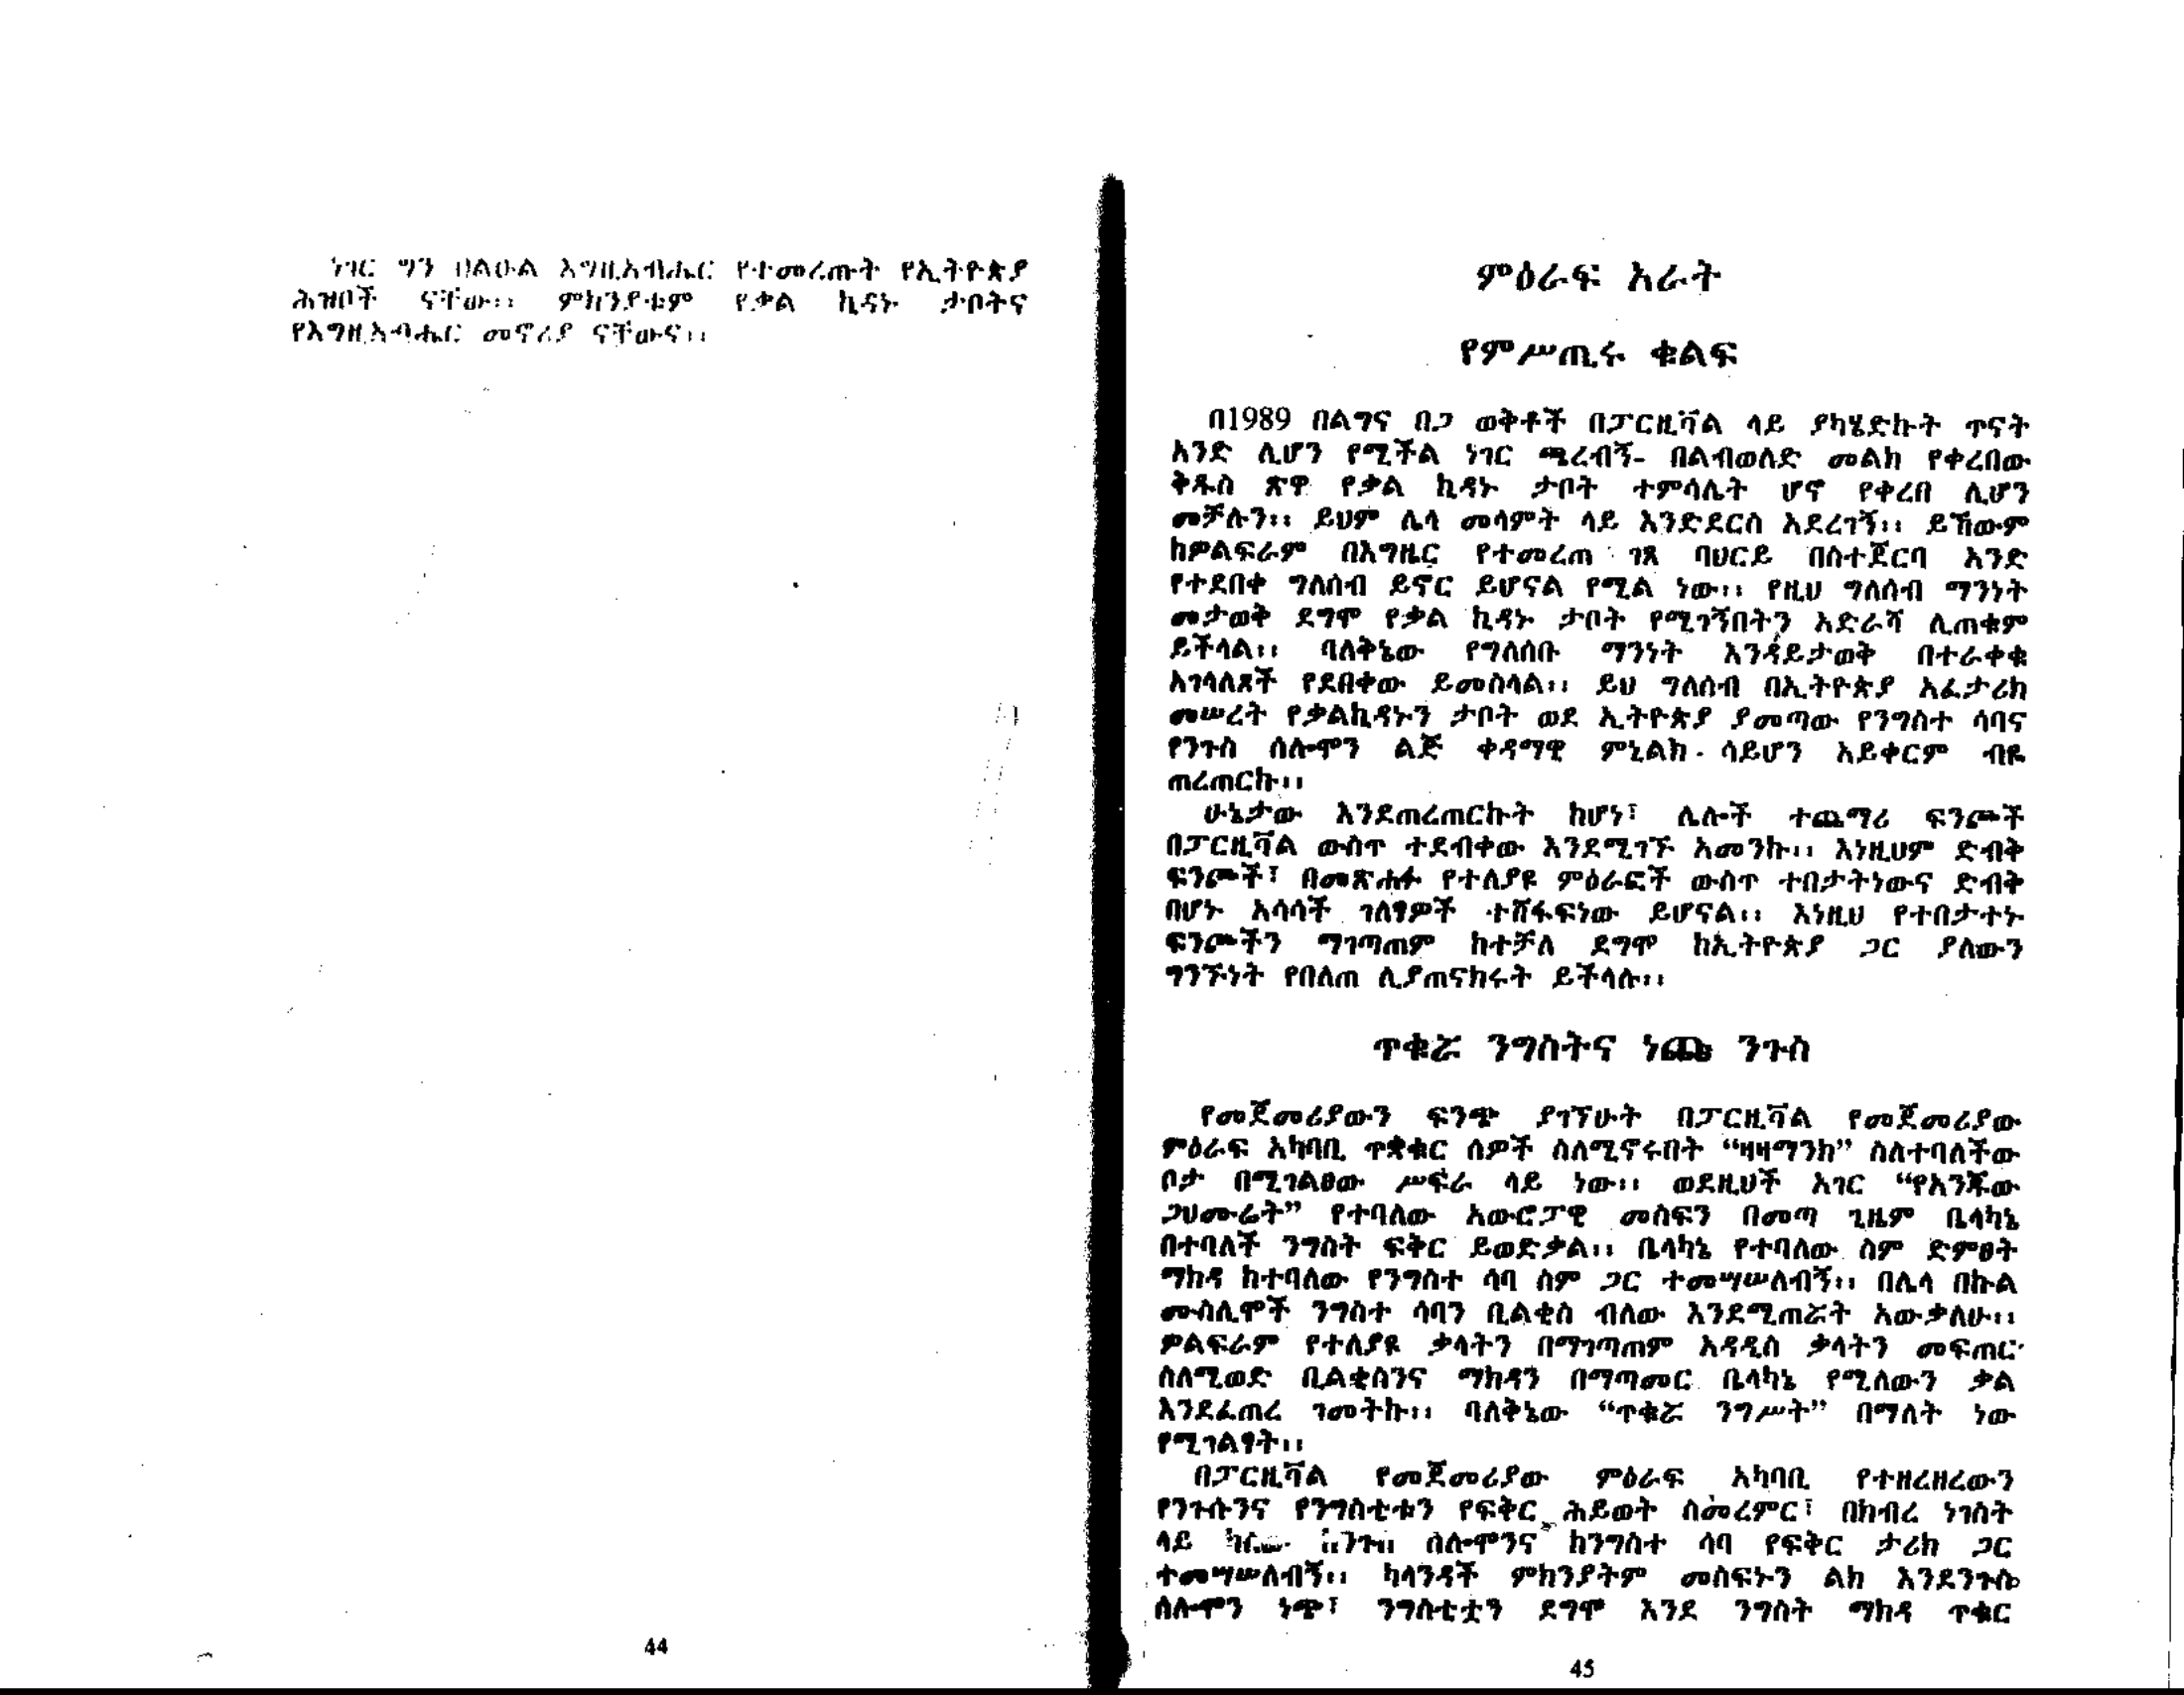 ነገር ግን በልዑል እግዚአብሔር የተመረጡት የኢትዮጵያ
ሕዝቦች ናቸው፡፡ ምክንያቱም የቃል ኪዳኑ ታቦትና
የእግዚአብሔር መኖሪያ ናቸውና፡፡
44
ምዕራፍ አራት
የምሥጢሩ ቁልፍ
በ1989 በልግና በጋ ወቅቶች በፓርዚቫል ላይ ያካሄድኩት ጥናት
አንድ ሊሆን የሚችል ነገር ጫረብኝ- በልብወለድ መልክ የቀረበው
ቅዱስ ጽዋ የቃል ኪዳኑ ታቦት ተምሳሌት ሆኖ የቀረበ ሊሆን
መቻሉን፡፡ ይህም ሌላ መላምት ላይ እንድደርስ አደረገኝ፡፡ ይኸውም
ከዎልፍራም በእግዜር የተመረጠ ገጸ ባህርይ በስተጀርባ አንድ
የተደበቀ ግለሰብ ይኖር ይሆናል የሚል ነው፡፡ የዚህ ግለሰብ ማንነት
መታወቅ ደግሞ የቃል ኪዳኑ ታቦት የሚገኝበትን አድራሻ ሊጠቁም
ይችላል፡፡ ባለቅኔው የግለሰቡ ማንነት እንዳይታወቅ በተራቀቁ
አገላለጾች የደበቀው ይመስላል፡፡ ይህ ግለሰብ በኢትዮጵያ አፈታሪክ
መሠረት የቃልኪዳኑን ታቦት ወደ ኢትዮጵያ ያመጣው የንግስተ ሳባና
የንጉስ ሰሎሞን ልጅ ቀዳማዊ ምኒልክ ሳይሆን አይቀርም ብዬ
ጠረጠርኩ፡፡
ሁኔታው እንደጠረጠርኩት ከሆነ፣ ሌሎች ተጨማሪ ፍንጮች
በፓርዚቫል ውስጥ ተደብቀው እንደሚገኙ አመንኩ፡፡ እነዚህም ድብቅ
ፍንጮች፣ በመጽሐፉ የተለያዩ ምዕራፎች ውስጥ ተበታትነውና ድብቅ
በሆኑ አሳሳች ገለፃዎች ተሸፋፍነው ይሆናል፡፡ እነዚህ የተበታተኑ
ፍንጮችን ማገጣጠም ከተቻለ ደግሞ ከኢትዮጵያ ጋር ያለውን
ግንኙነት የበለጠ ሊያጠናክሩት ይችላሉ፡፡
ጥቁሯ ንግስትና ነጩ ንጉስ
የመጀመሪያውን ፍንጭ ያገኘሁት በፓርዚቫል የመጀመሪያው
ምዕራፍ አካባቢ ጥቋቁር ሰዎች ስለሚኖሩበት “ዛዛማንክ” ስለተባለችው
ቦታ በሚገልፀው ሥፍራ ላይ ነው፡፡ ወደዚህች አገር “የአንጁው
ጋህሙሬት” የተባለው አውሮፓዊ መስፍን በመጣ ጊዜም ቤላካኔ
በተባለች ንግስት ፍቅር ይወድቃል፡፡ ቤላካኔ የተባለው ስም ድምፀት
ማከዳ ከተባለው የንግስተ ሳባ ስም ጋር ተመሣሠለብኝ፡፡ በሌላ በኩል
ሙስሊሞች ንግስተ ሳባን ቢልቂስ ብለው እንደሚጠሯት አውቃለሁ፡፡
ዎልፍራም የተለያዩ ቃላትን በማገጣጠም አዳዲስ ቃላትን መፍጠር
ስለሚወድ ቢልቂስንና ማከዳን በማጣመር ቤላካኔ የሚለውን ቃል
እንደፈጠረ ገመትኩ፡፡ ባለቅኔው “ጥቁሯ ንግሥት” በማለት ነው
የሚገልፃት፡፡
በፓርዚቫል የመጀመሪያው ምዕራፍ አካባቢ የተዘረዘረውን
የንጉሱንና የንግስቲቱን የፍቅር ሕይወት ስመረምር፣ በክብረ ነገስት
ላይ ካለው ከንጉስ ሰሎሞንና ከንግስተ ሳባ የፍቅር ታሪክ ጋር
ተመሣሠለብኝ፡፡ ካላንዳች ምክንያትም መስፍኑን ልክ እንደንጉሱ
ሰሎሞን ነጭ፣ ንግስቲቷን ደግሞ እንደ ንግስት ማከዳ ጥቁር
45